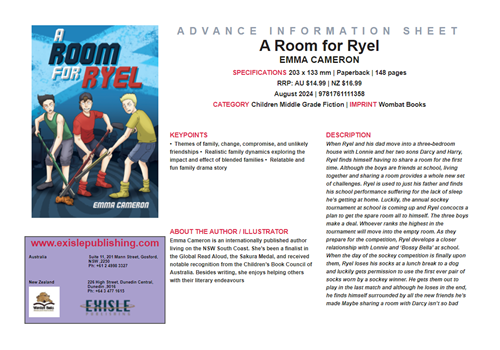 ADVANCE INFORMATION SHEET
A Room for Ryel
EMMA CAMERON
SPECIFICATIONS 203 x 133 mm | Paperback | 148 pages
RRP: AU $14.99 | NZ $16.99
August 2024 | 9781761111358
CATEGORY Children Middle Grade Fiction | IMPRINT Wombat Books
A
ROOM
FOR
RYEL
EMMA CAMERON
KEYPOINTS
• Themes of family, change, compromise, and unlikely
friendships • Realistic family dynamics exploring the
impact and effect of blended families • Relatable and
fun family drama story
ABOUT THE AUTHOR / ILLUSTRATOR
Emma Cameron is an internationally published author
living on the NSW South Coast. She's been a finalist in
the Global Read Aloud, the Sakura Medal, and received
notable recognition from the Children's Book Council of
Australia. Besides writing, she enjoys helping others
with their literary endeavours
DESCRIPTION
When Ryel and his dad move into a three-bedroom
house with Lonnie and her two sons Darcy and Harry,
Ryel finds himself having to share a room for the first
time. Although the boys are friends at school, living
together and sharing a room provides a whole new set
of challenges. Ryel is used to just his father and finds
his school performance suffering for the lack of sleep
he's getting at home. Luckily, the annual sockey
tournament at school is coming up and Ryel concocts a
plan to get the spare room all to himself. The three boys
make a deal. Whoever ranks the highest in the
tournament will move into the empty room. As they
prepare for the competition, Ryel develops a closer
relationship with Lonnie and 'Bossy Bella' at school.
When the day of the sockey competition is finally upon
them, Ryel loses his socks at a lunch break to a dog
and luckily gets permission to use the first ever pair of
socks worn by a sockey winner. He gets them out to
play in the last match and although he loses in the end,
he finds himself surrounded by all the new friends he's
made Maybe sharing a room with Darcy isn't so bad
www.exislepublishing.com
Australia
Suite
Mann Street, Gosford,
NSW, 2250
New Zealand
226 High Street, Dunedin Central,
Dunedin, 9016
Wombat Books
EXISLE
PUBLISHING